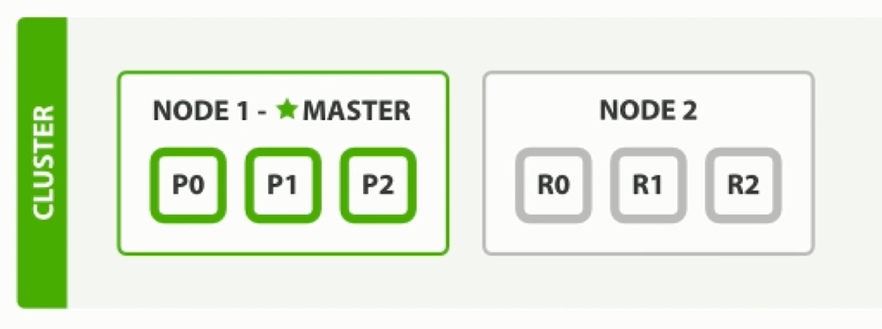 CLUSTER
NODE 1 - ★ MASTER
P0 P1 P2
NODE 2
R0 R1 R2